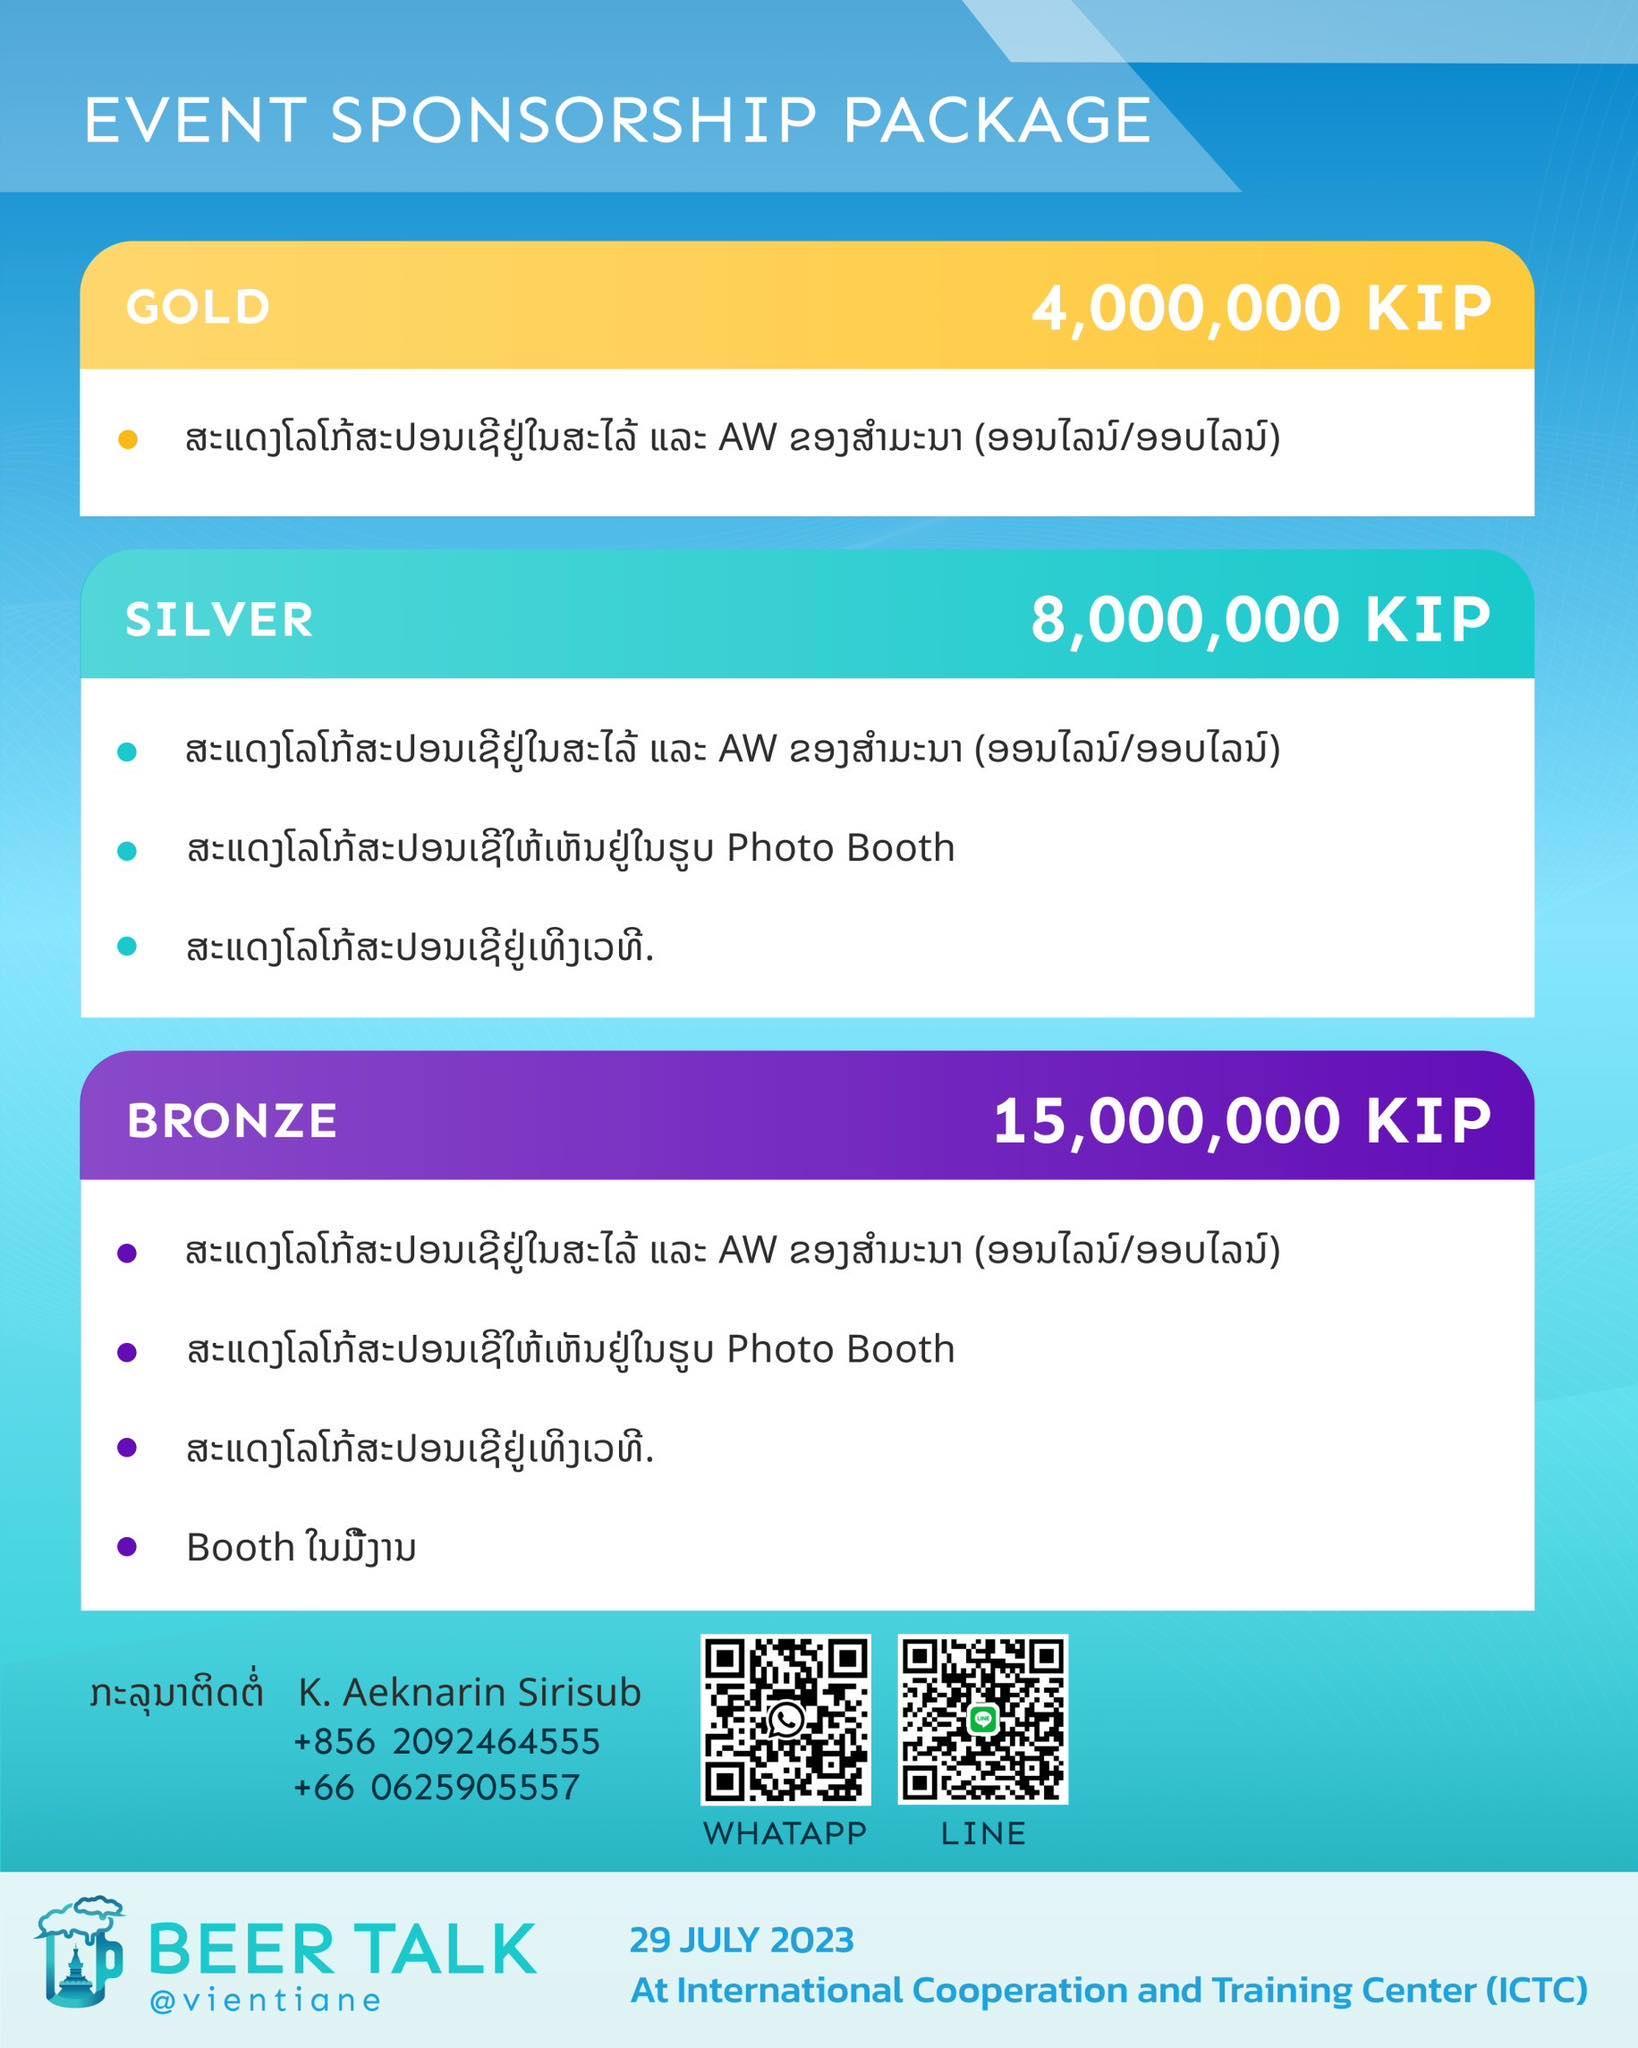 EVENT SPONSORSHIP PACKAGE
GOLD 4,000,000 KIP
ສະແດງໂລໂກ້ສະປອນເຊີຢູ່ໃນສະໄລ້ ແລະ AW ຂອງສຳມະນາ (ອອນໄລນ໌/ອອບໄລນ໌)
SILVER 8,000,000 KIP
ສະແດງໂລໂກ້ສະປອນເຊີຢູ່ໃນສະໄລ້ ແລະ AW ຂອງສຳມະນາ (ອອນໄລນ໌/ອອບໄລນ໌)
ສະແດງໂລໂກ້ສະປອນເຊີໃຫ້ເຫັນຢູ່ໃນຮູບ Photo Booth
ສະແດງໂລໂກ້ສະປອນເຊີຢູ່ເທິງເວທີ.
BRONZE 15,000,000 KIP
ສະແດງໂລໂກ້ສະປອນເຊີຢູ່ໃນສະໄລ້ ແລະ AW ຂອງສຳມະນາ (ອອນໄລນ໌/ອອບໄລນ໌)
ສະແດງໂລໂກ້ສະປອນເຊີໃຫ້ເຫັນຢູ່ໃນຮູບ Photo Booth
ສະແດງໂລໂກ້ສະປອນເຊີຢູ່ເທິງເວທີ.
Booth ໃນມື້ງານ
ກະລຸນາຕິດຕໍ່ K. Aeknarin Sirisub
+856 2092464555
+66 0625905557
WHATAPP LINE
LINE
BEER TALK
@vientiane
29 JULY 2023
At International Cooperation and Training Center (ICTC)